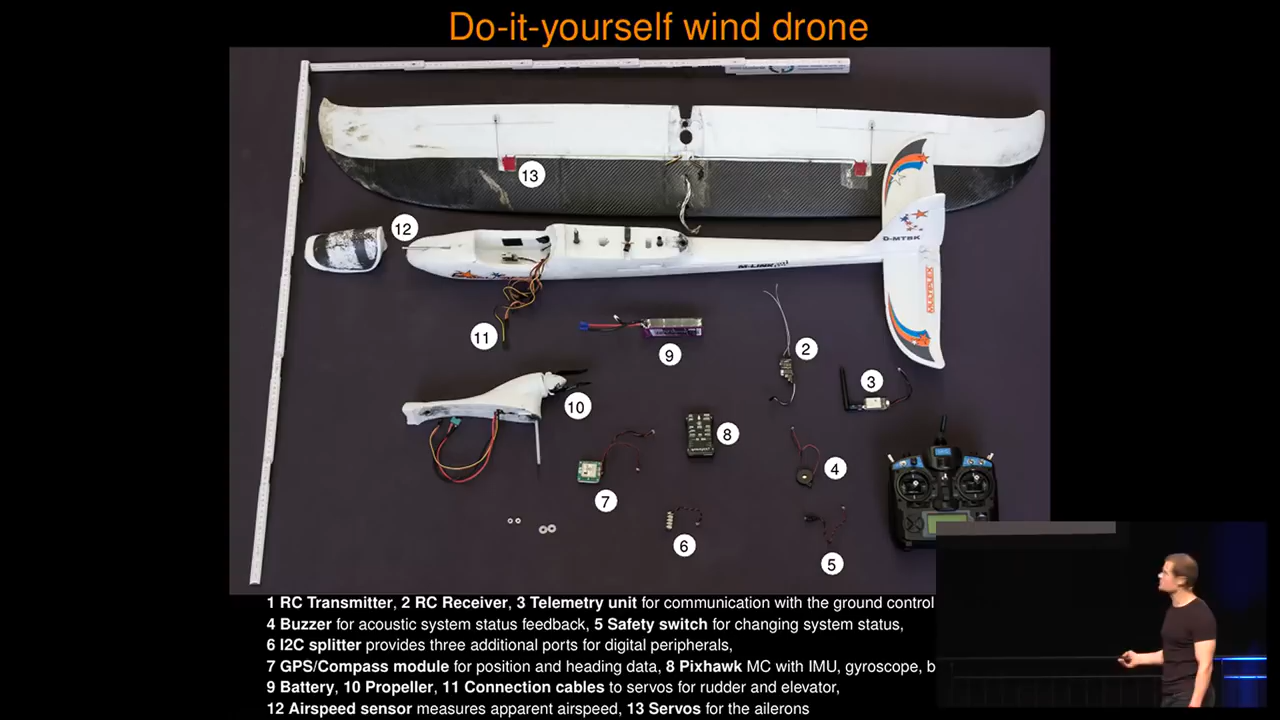 Do-it-yourself wind drone
13
12
D-MTBK
M-LINK
MULTIPLEX
11
9
2
3
10
8
4
7
6
5
1 RC Transmitter, 2 RC Receiver, 3 Telemetry unit for communication with the ground control
4 Buzzer for acoustic system status feedback, 5 Safety switch for changing system status,
6 I2C splitter provides three additional ports for digital peripherals,
7 GPS/Compass module for position and heading data, 8 Pixhawk MC with IMU, gyroscope, b
9 Battery, 10 Propeller, 11 Connection cables to servos for rudder and elevator,
12 Airspeed sensor measures apparent airspeed, 13 Servos for the ailerons